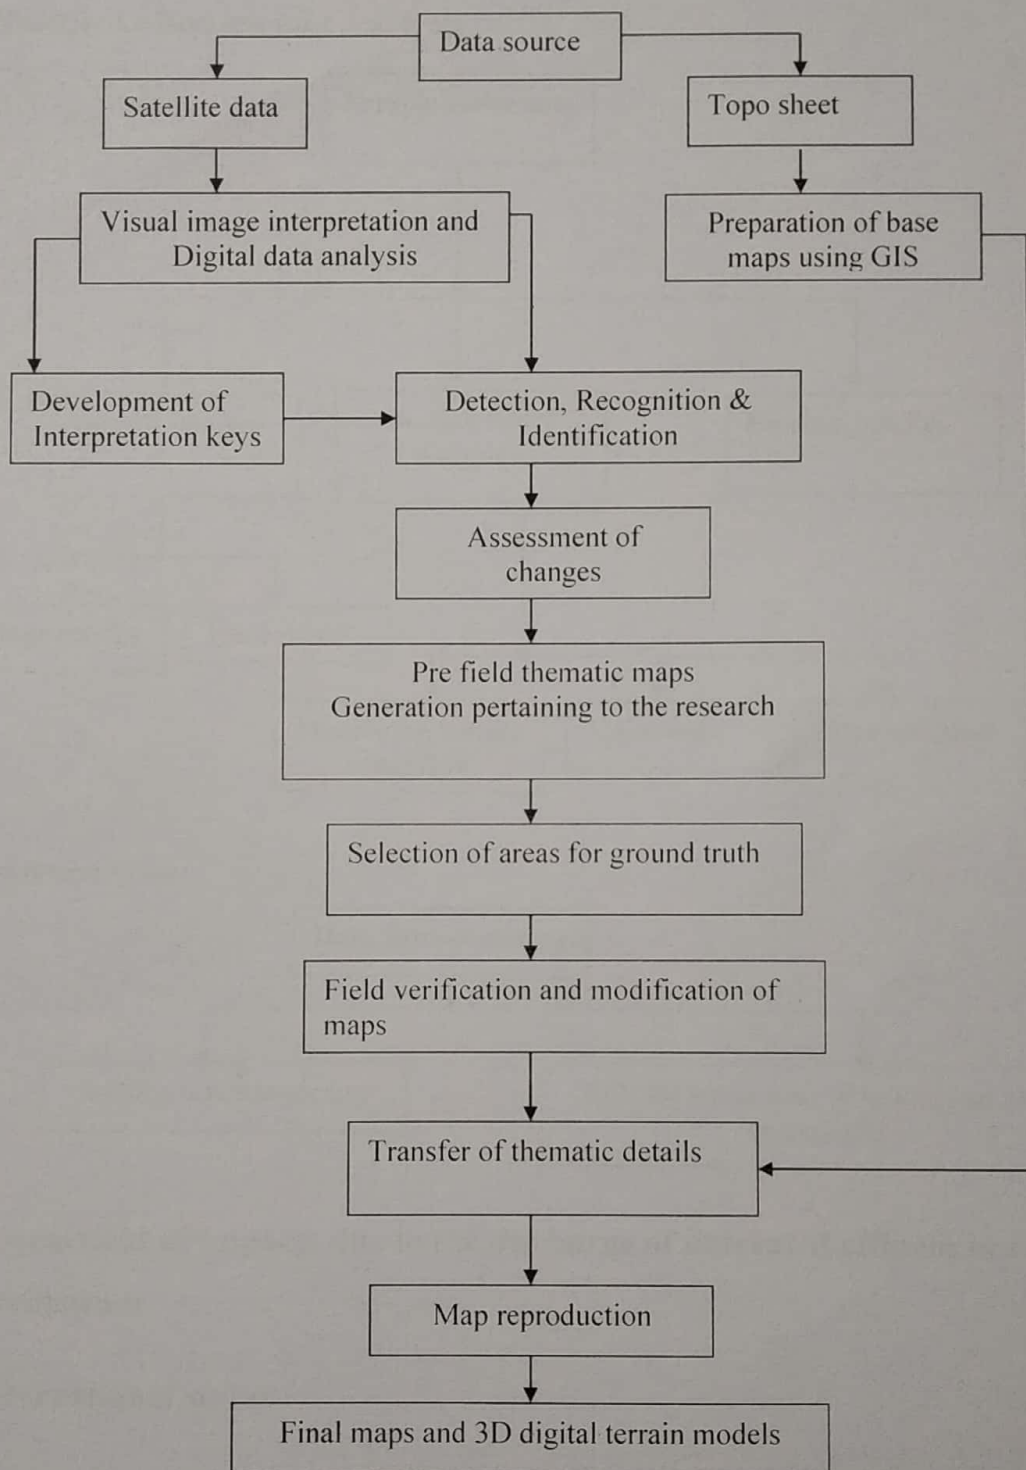 Data source
Satellite data
Topo sheet
Visual image interpretation and
Digital data analysis
Preparation of base
maps using GIS
Development of
Interpretation keys
Detection, Recognition &
Identification
Assessment of
changes
Pre field thematic maps
Generation pertaining to the research
Selection of areas for ground truth
Field verification and modification of
maps
Transfer of thematic details
Map reproduction
Final maps and 3D digital terrain models